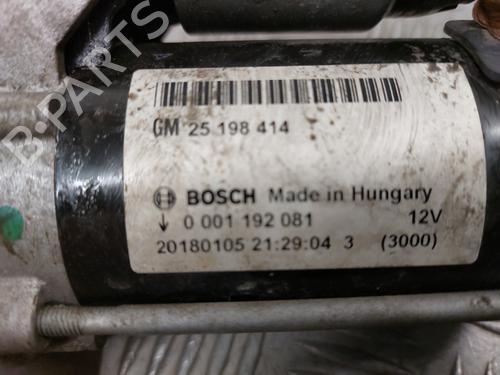 B-PARTS
GM 25 198 414
BOSCH Made in Hungary
↓ 0 001 192 081 12V
20180105 21:29:04 3 (3000)